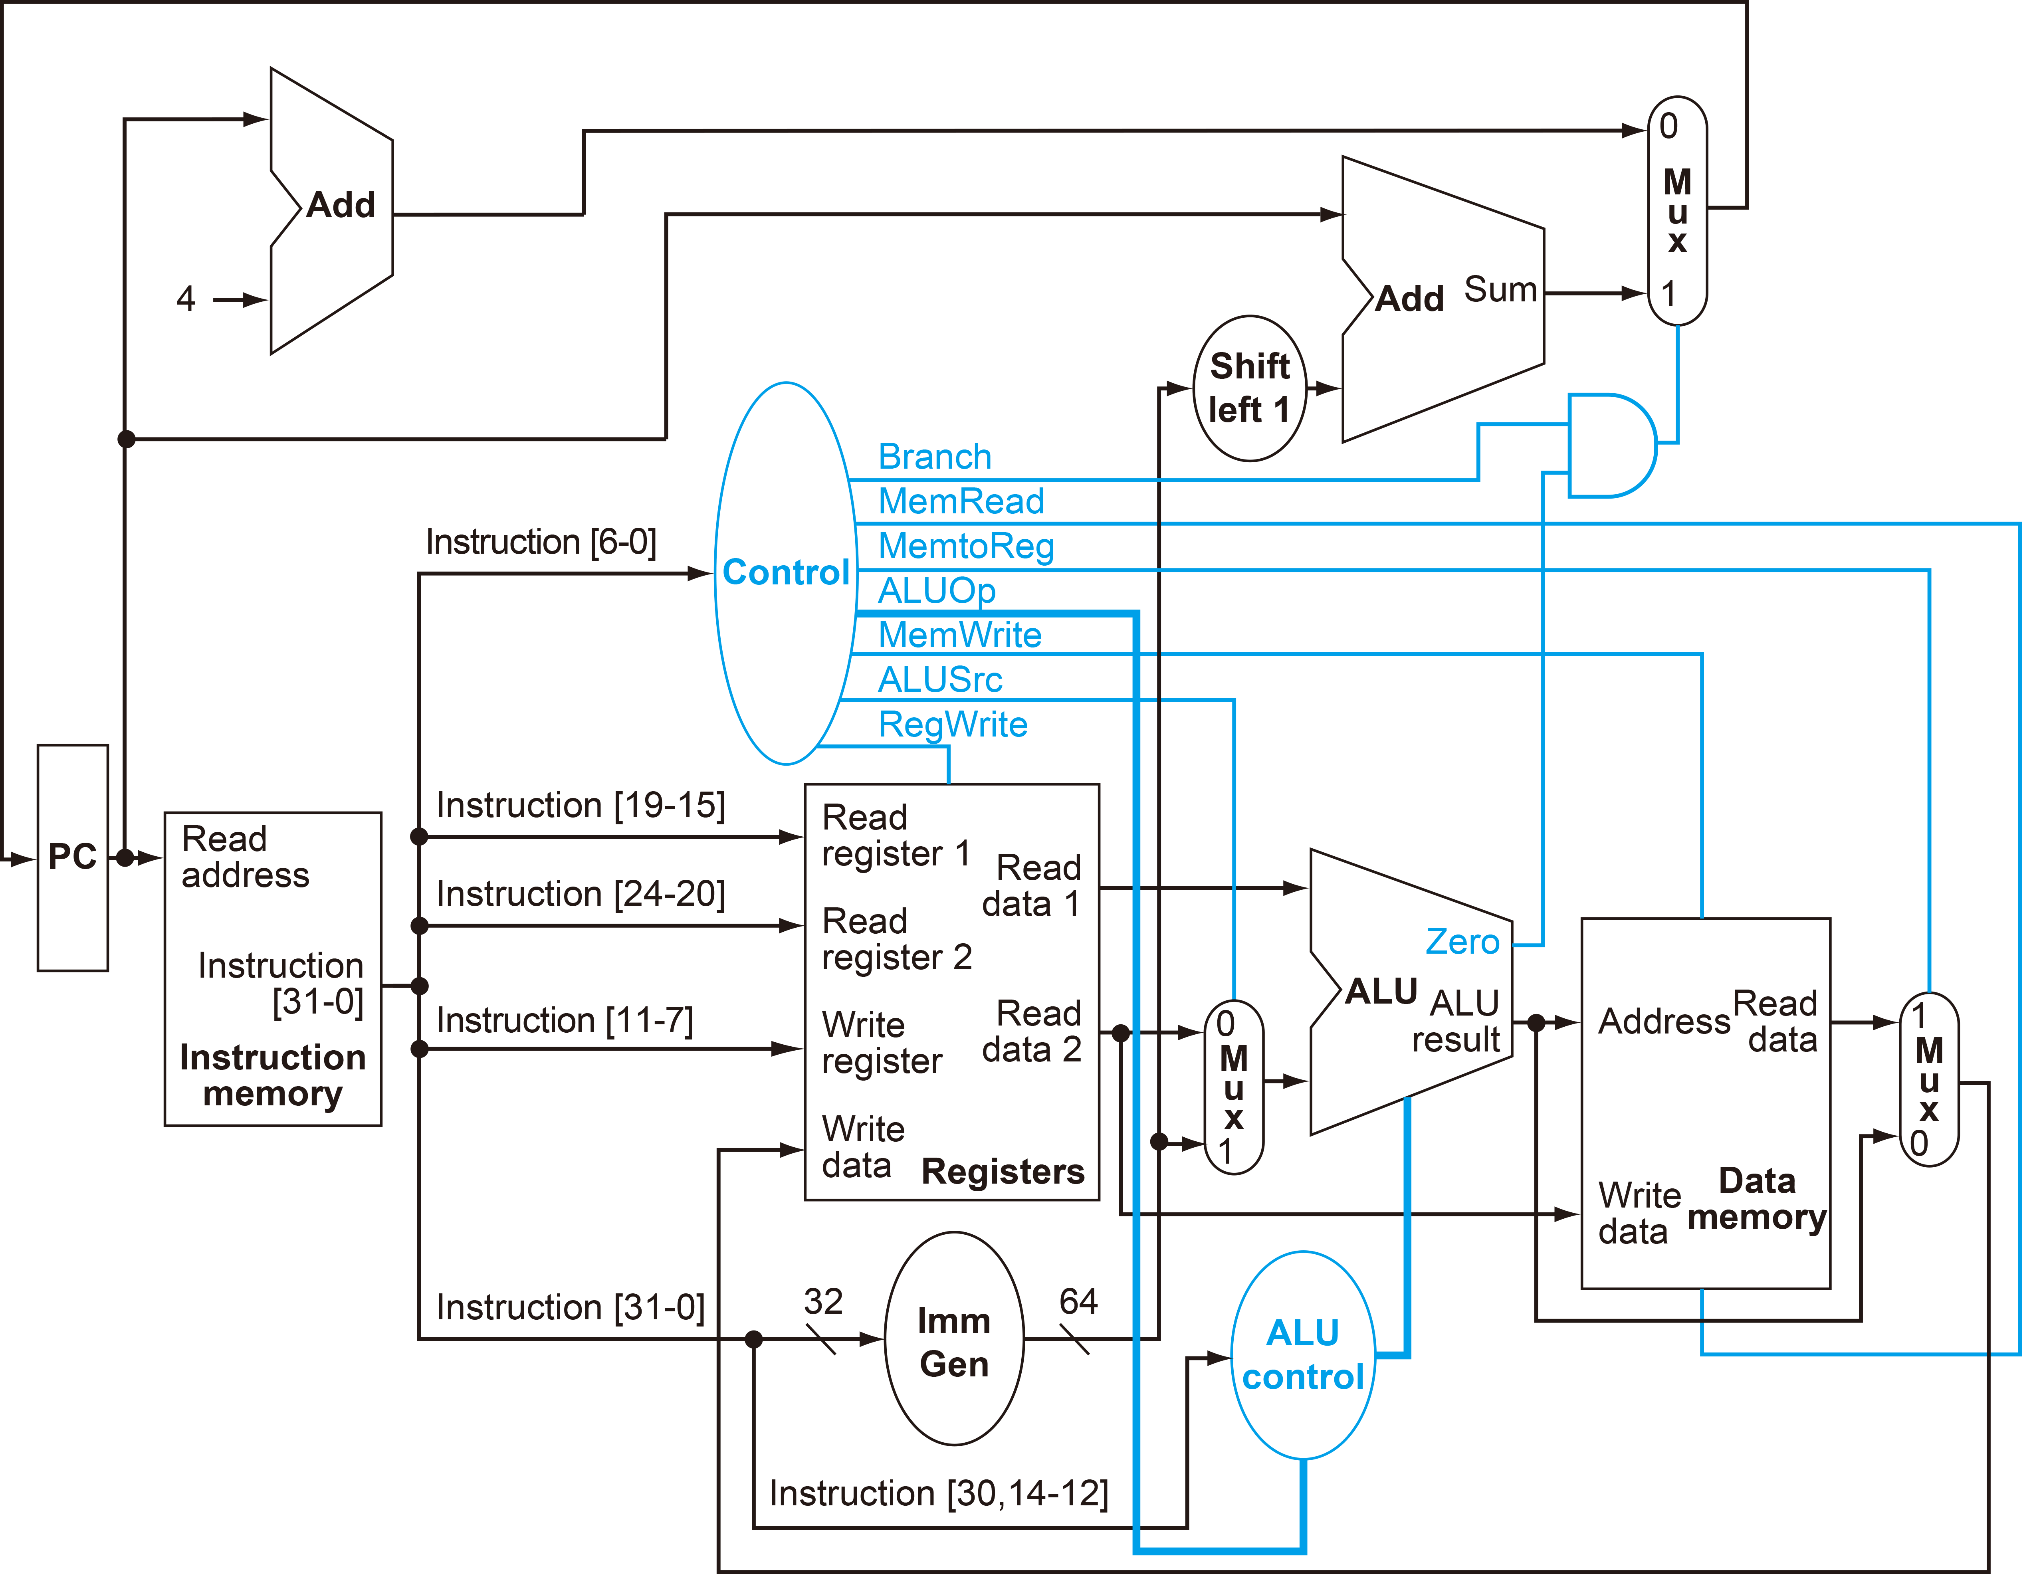 Add
4
0
M
u
x
1
Add Sum
Shift
left 1
Branch
MemRead
MemtoReg
ALUOp
MemWrite
ALUSrc
RegWrite
Instruction [6-0]
Control
PC
Read
address
Instruction
[31-0]
Instruction
memory
Instruction [19-15]
Instruction [24-20]
Instruction [11-7]
Instruction [31-0]
Read
register 1
Read
register 2
Write
register
Write
data
Read
data 1
Read
data 2
Registers
0
M
u
x
1
Zero
ALU
ALU
result
Address
Read
data
Write
data
Data
memory
1
M
u
x
0
32
Imm
Gen
64
ALU
control
Instruction [30,14-12]